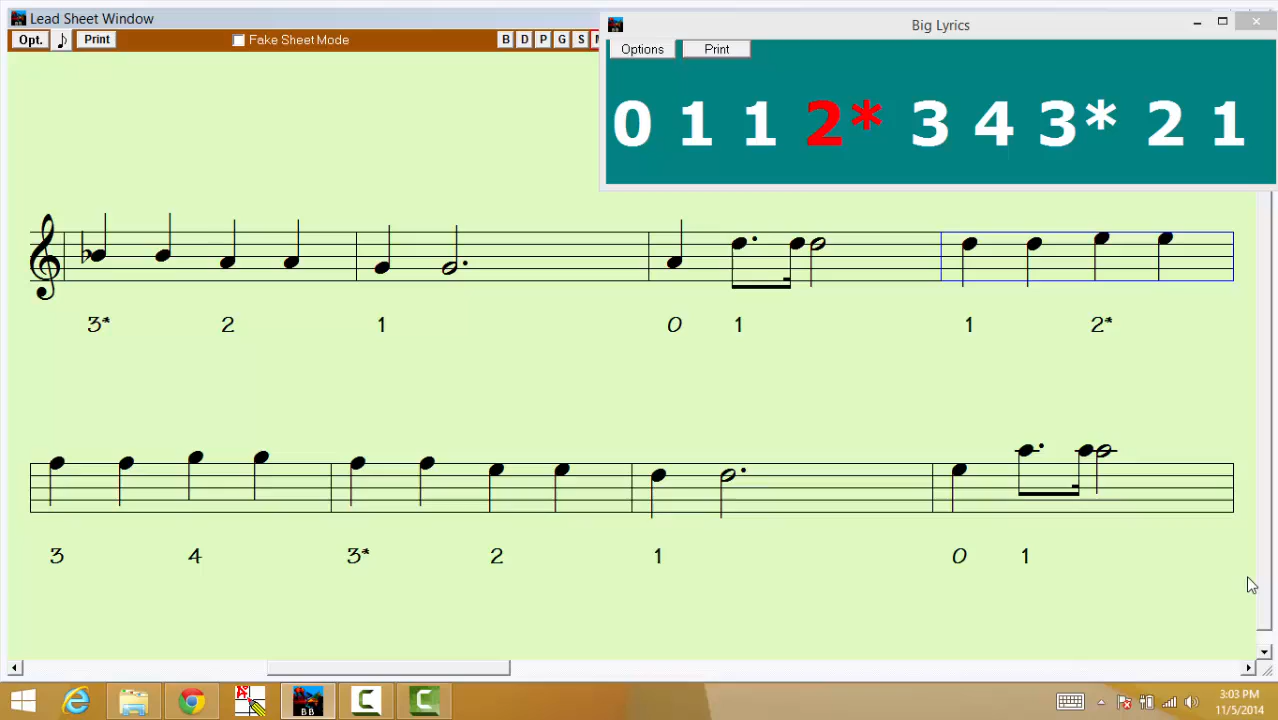 Lead Sheet Window
Big Lyrics
Opt. Print Fake Sheet Mode B D P G S
Options Print
0 1 1 2* 3 4 3* 2 1
3* 2 1 0 1 1 2*
3 4 3* 2 1 0 1
BB
3:03 PM
11/5/2014